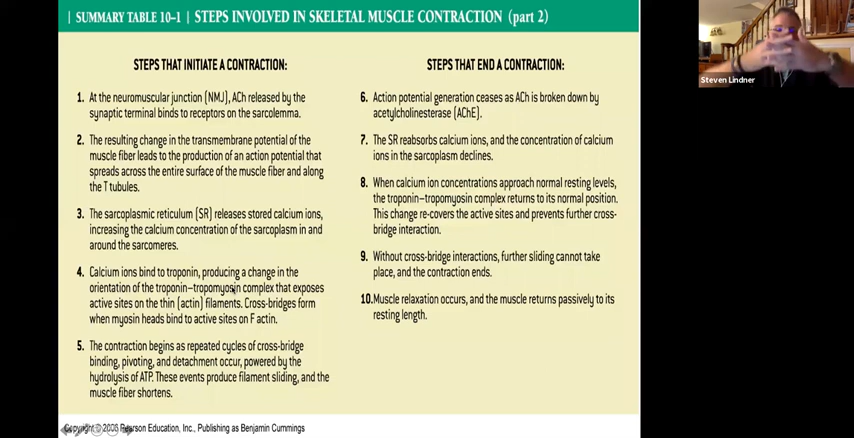 | SUMMARY TABLE 10–1 | STEPS INVOLVED IN SKELETAL MUSCLE CONTRACTION (part 2)
STEPS THAT INITIATE A CONTRACTION:
1. At the neuromuscular junction (NMJ), ACh released by the
synaptic terminal binds to receptors on the sarcolemma.
2. The resulting change in the transmembrane potential of the
muscle fiber leads to the production of an action potential that
spreads across the entire surface of the muscle fiber and along
the T tubules.
3. The sarcoplasmic reticulum (SR) releases stored calcium ions,
increasing the calcium concentration of the sarcoplasm in and
around the sarcomeres.
4. Calcium ions bind to troponin, producing a change in the
orientation of the troponin–tropomyosin complex that exposes
active sites on the thin (actin) filaments. Cross-bridges form
when myosin heads bind to active sites on F actin.
5. The contraction begins as repeated cycles of cross-bridge
binding, pivoting, and detachment occur, powered by the
hydrolysis of ATP. These events produce filament sliding, and the
muscle fiber shortens.
STEPS THAT END A CONTRACTION:
6. Action potential generation ceases as ACh is broken down by
acetylcholinesterase (AChE).
7. The SR reabsorbs calcium ions, and the concentration of calcium
ions in the sarcoplasm declines.
8. When calcium ion concentrations approach normal resting levels,
the troponin–tropomyosin complex returns to its normal position.
This change re-covers the active sites and prevents further cross-
bridge interaction.
9. Without cross-bridge interactions, further sliding cannot take
place, and the contraction ends.
10. Muscle relaxation occurs, and the muscle returns passively to its
resting length.
Copyright © 2006 Pearson Education, Inc., Publishing as Benjamin Cummings
Steven Lindner